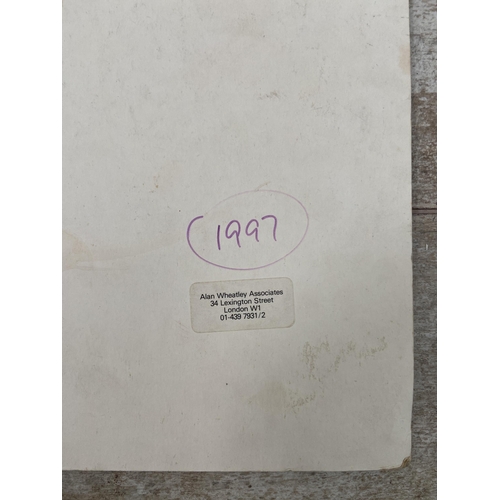 1997
Alan Wheatley Associates
34 Lexington Street
London W1
01-439 7931/2